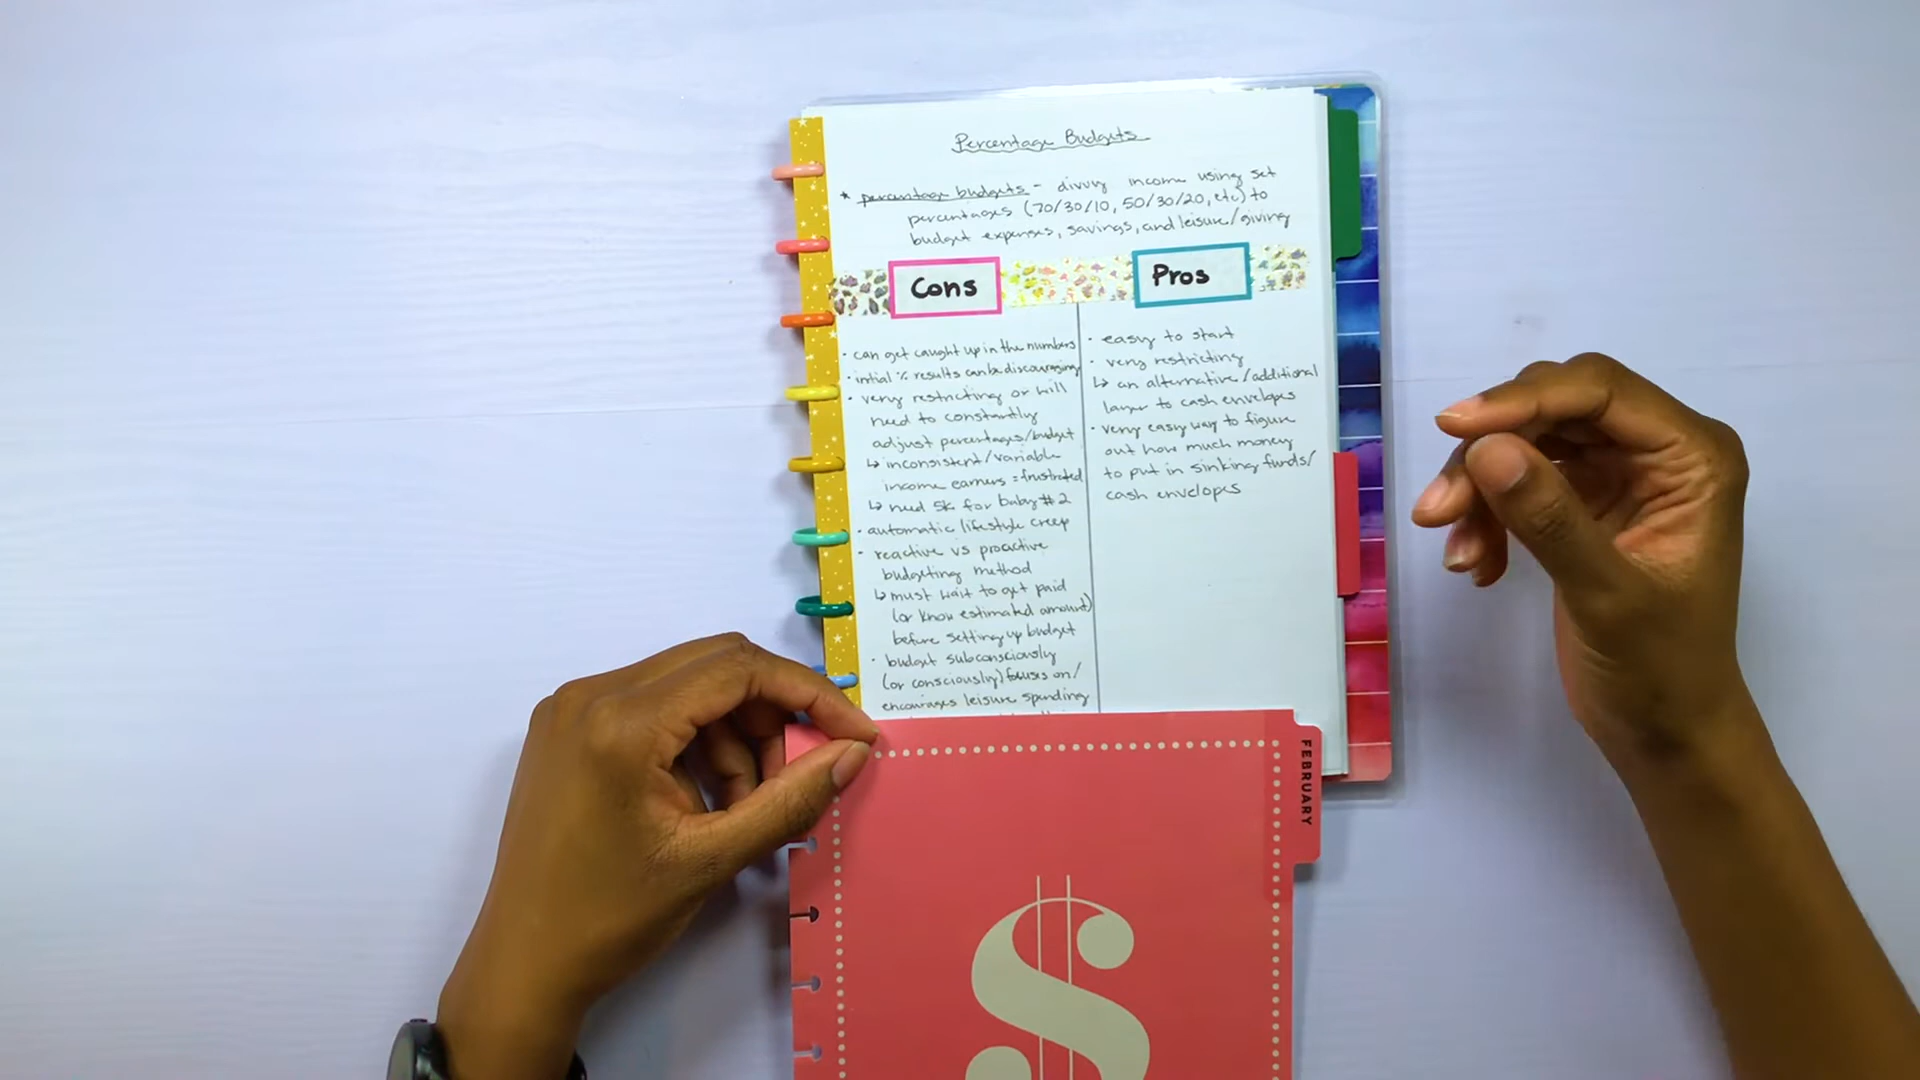 Percentage Budgets
* percentage budgets - divvy income using set
percentages (70/30/10, 50/30/20, etc) to
budget expenses, savings, and leisure/giving
Cons
· can get caught up in the numbers
· intial % results can be discouraging
· very restricting or will
need to constantly
adjust percentages/budget
↳ inconsistent/variable
income earners = frustrated
↳ need 5k for baby #2
· automatic lifestyle creep
· reactive vs proactive
budgeting method
↳ must wait to get paid
(or know estimated amount)
before setting up budget
· budget subconsciously
(or consciously) focuses on/
encourages leisure spending
Pros
· easy to start
· very restricting
↳ an alternative/additional
layer to cash envelopes
· very easy way to figure
out how much money
to put in sinking funds/
cash envelopes
FEBRUARY
$